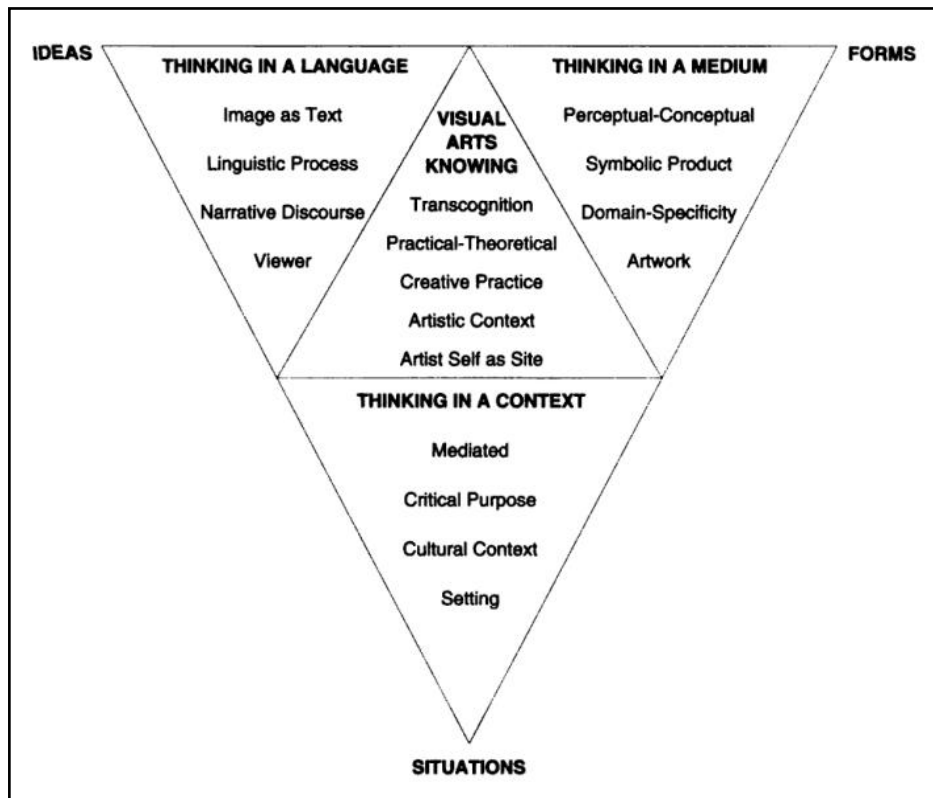 IDEAS
THINKING IN A LANGUAGE
Image as Text
Linguistic Process
Narrative Discourse
Viewer
VISUAL
ARTS
KNOWING
Transcognition
Practical-Theoretical
Creative Practice
Artistic Context
Artist Self as Site
THINKING IN A MEDIUM
Perceptual-Conceptual
Symbolic Product
Domain-Specificity
Artwork
FORMS
THINKING IN A CONTEXT
Mediated
Critical Purpose
Cultural Context
Setting
SITUATIONS